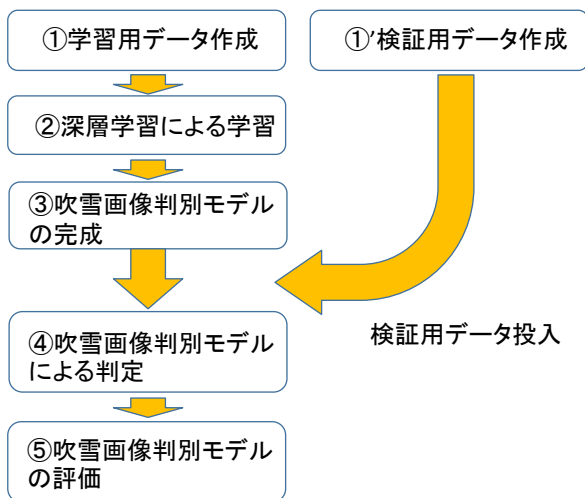 ①学習用データ作成
①’検証用データ作成
②深層学習による学習
③吹雪画像判別モデル
の完成
検証用データ投入
④吹雪画像判別モデル
による判定
⑤吹雪画像判別モデル
の評価